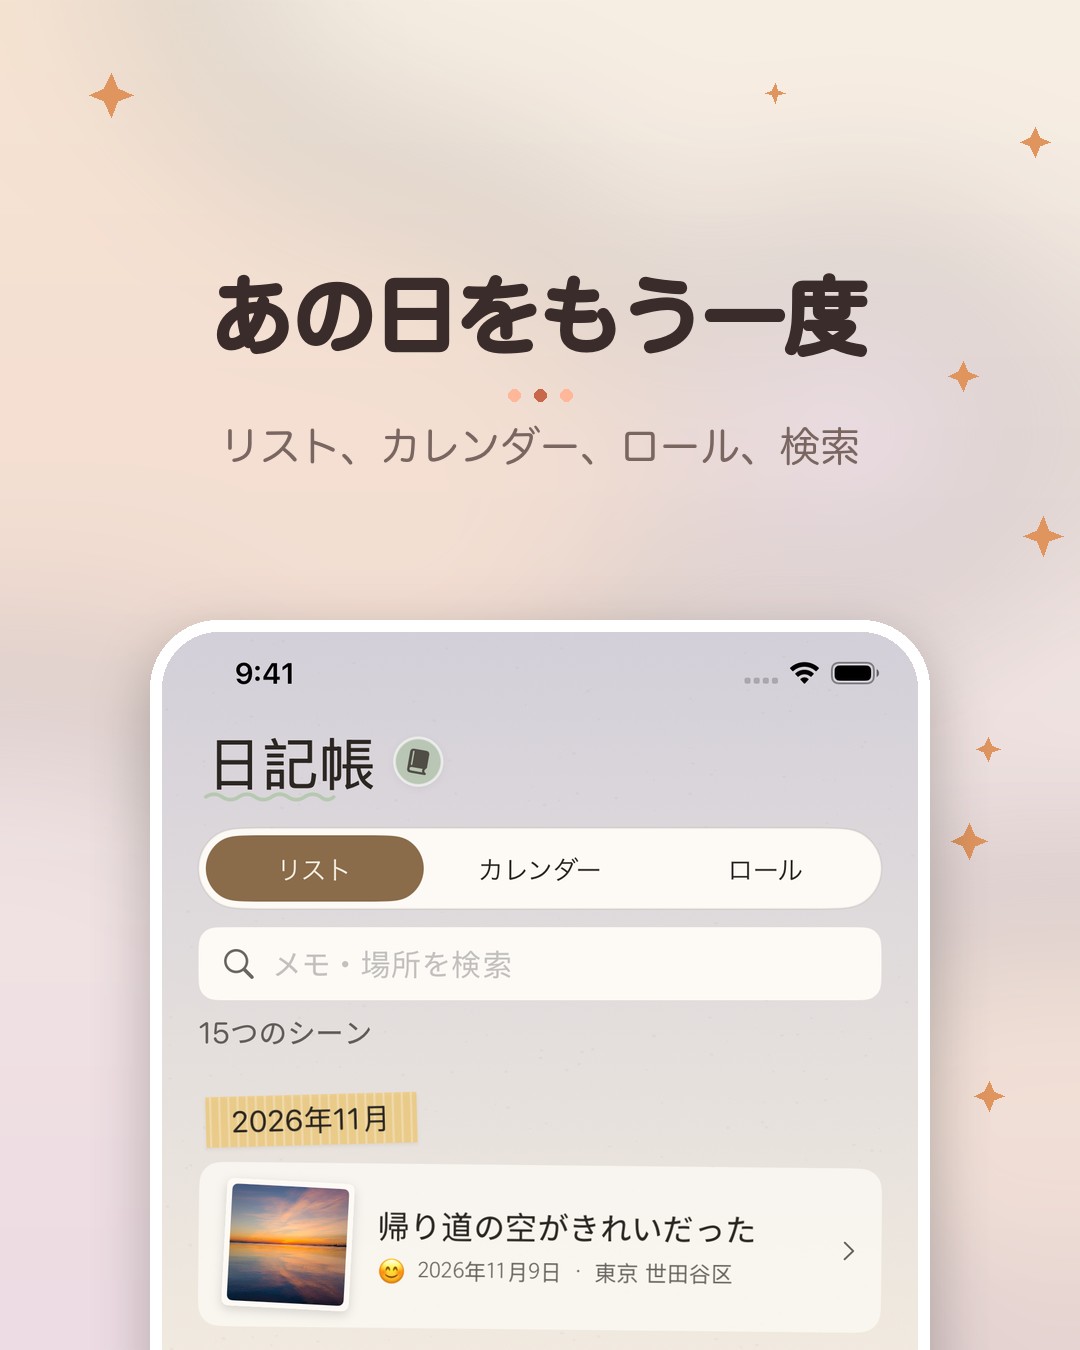 あの日をもう一度
リスト、カレンダー、ロール、検索
9:41
日記帳
リスト
カレンダー
ロール
メモ・場所を検索
15つのシーン
2026年11月
帰り道の空がきれいだった
😊 2026年11月9日 · 東京 世田谷区